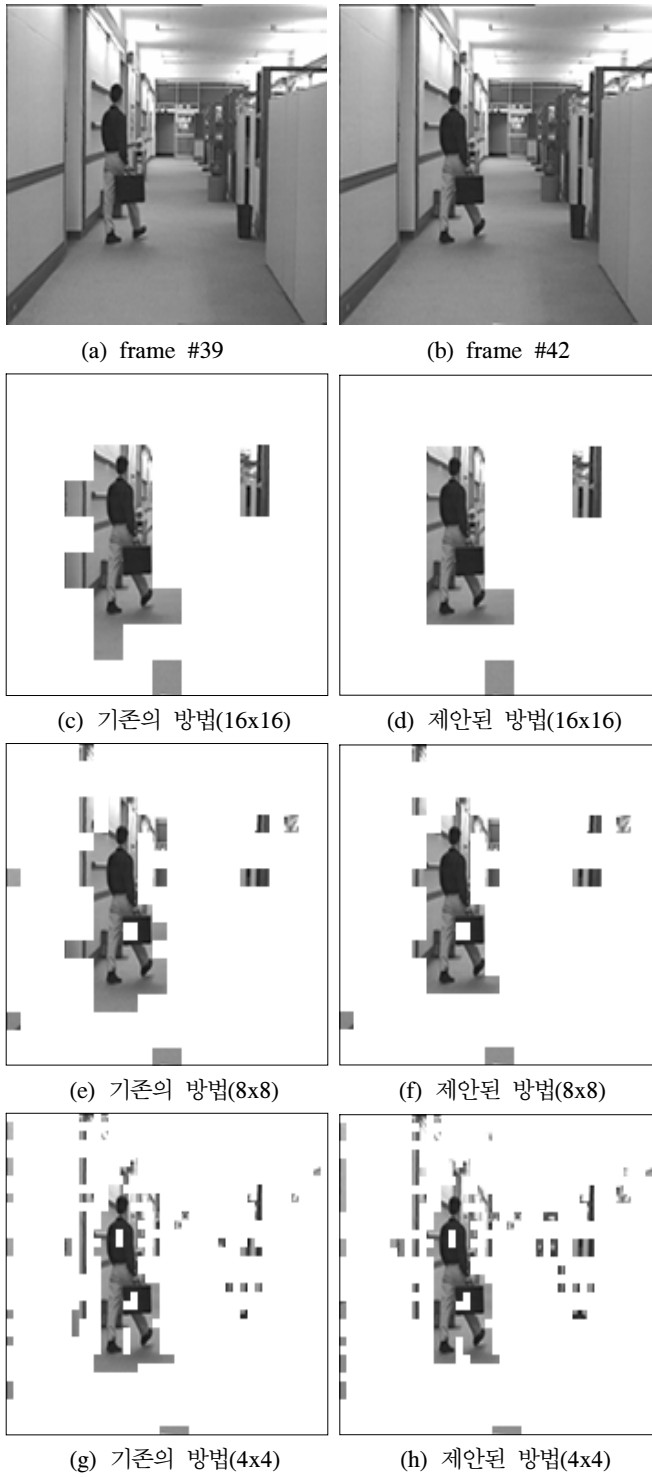 (a) frame #39
(b) frame #42
(c) 기존의 방법(16x16)
(d) 제안된 방법(16x16)
(e) 기존의 방법(8x8)
(f) 제안된 방법(8x8)
(g) 기존의 방법(4x4)
(h) 제안된 방법(4x4)